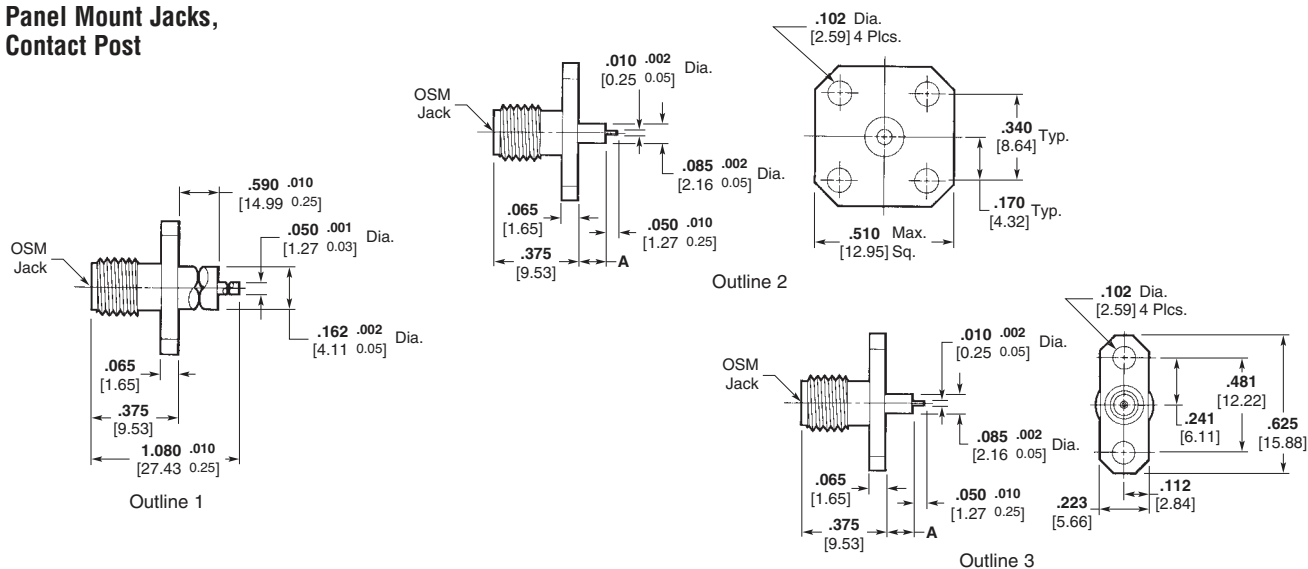 Panel Mount Jacks,
Contact Post
OSM
Jack
.590 .010
[14.99 0.25]
.050 .001 Dia.
[1.27 0.03]
.162 .002 Dia.
[4.11 0.05]
.065
[1.65]
.375
[9.53]
1.080 .010
[27.43 0.25]
Outline 1
OSM
Jack
.010 .002 Dia.
[0.25 0.05]
.085 .002 Dia.
[2.16 0.05]
.065
[1.65]
.050 .010
[1.27 0.25]
.375
[9.53]
A
.102 Dia.
[2.59] 4 Plcs.
.340 Typ.
[8.64]
.170 Typ.
[4.32]
.510 Max.
[12.95] Sq.
Outline 2
OSM
Jack
.010 .002 Dia.
[0.25 0.05]
.085 .002 Dia.
[2.16 0.05]
.065
[1.65]
.050 .010
[1.27 0.25]
.375
[9.53]
A
.102 Dia.
[2.59] 4 Plcs.
.481
[12.22]
.241
[6.11]
.625
[15.88]
.112
[2.84]
.223
[5.66]
Outline 3